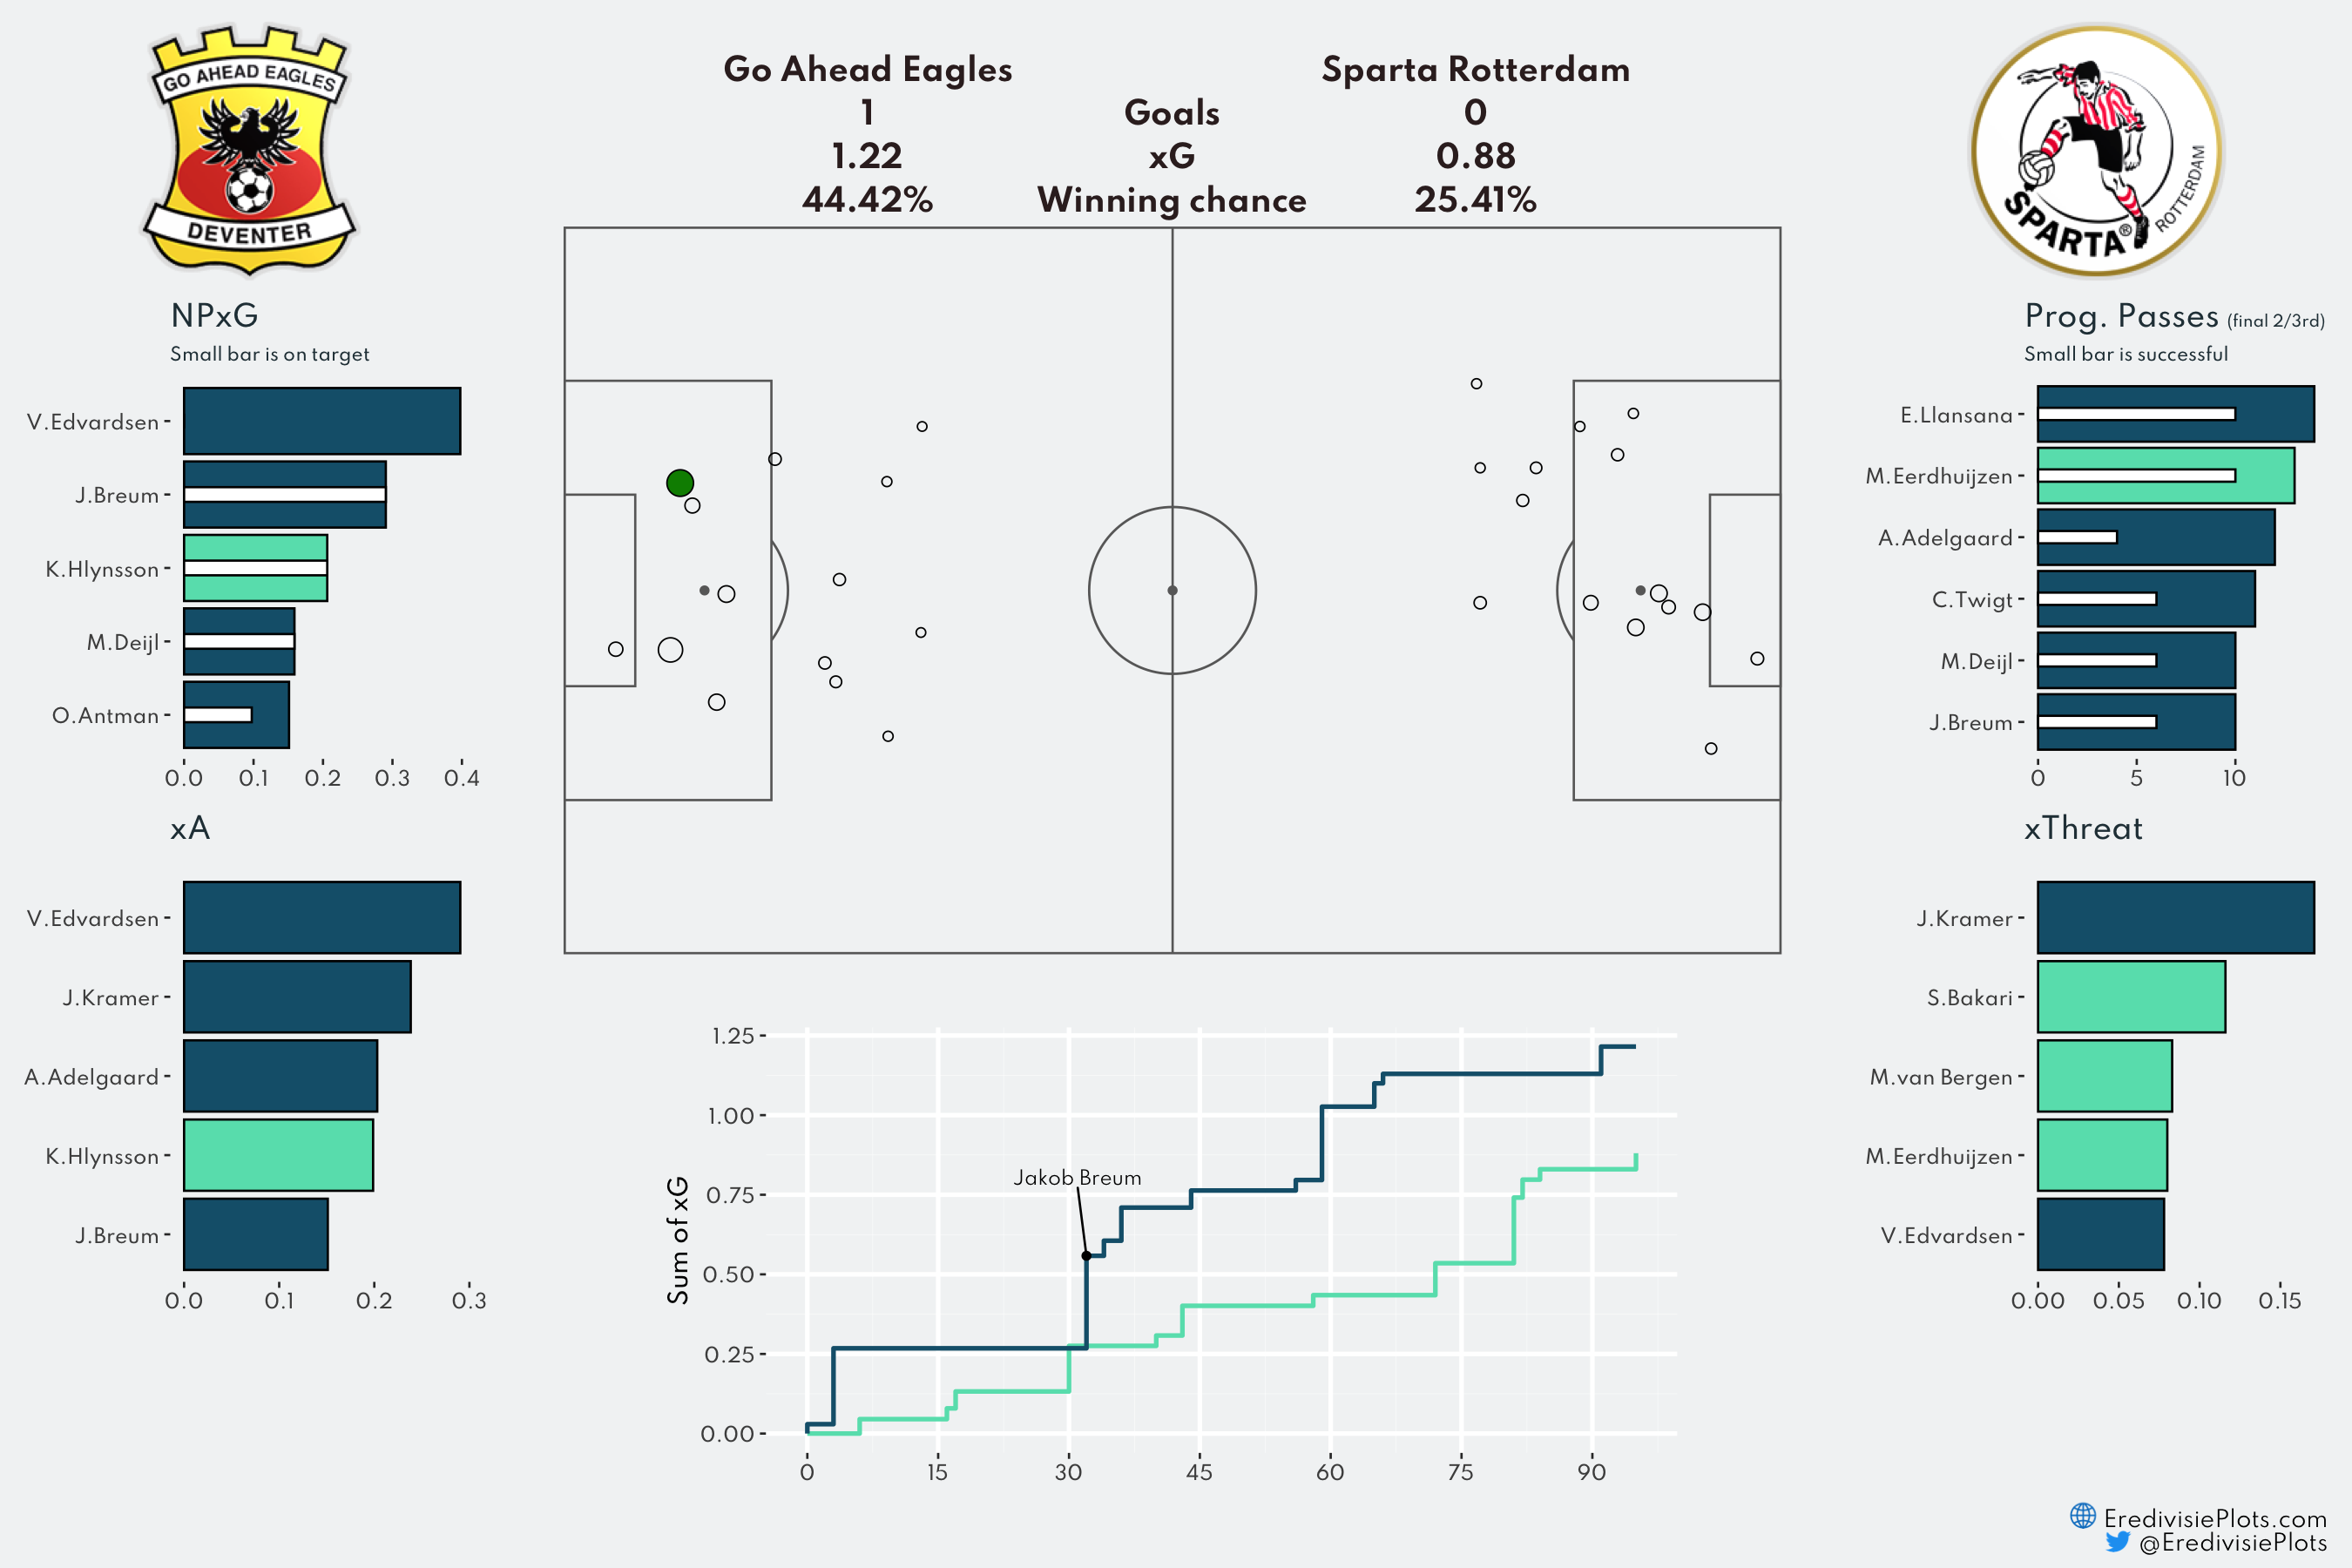 GO AHEAD EAGLES
DEVENTER
Go Ahead Eagles Sparta Rotterdam
1 Goals 0
1.22 xG 0.88
44.42% Winning chance 25.41%
SPARTA®
ROTTERDAM
NPxG
Small bar is on target
V.Edvardsen
J.Breum
K.Hlynsson
M.Deijl
O.Antman
0.0 0.1 0.2 0.3 0.4
Prog. Passes (final 2/3rd)
Small bar is successful
E.Llansana
M.Eerdhuijzen
A.Adelgaard
C.Twigt
M.Deijl
J.Breum
0 5 10
xA
V.Edvardsen
J.Kramer
A.Adelgaard
K.Hlynsson
J.Breum
0.0 0.1 0.2 0.3
Sum of xG
1.25
1.00
0.75
0.50
0.25
0.00
Jakob Breum
0 15 30 45 60 75 90
xThreat
J.Kramer
S.Bakari
M.van Bergen
M.Eerdhuijzen
V.Edvardsen
0.00 0.05 0.10 0.15
EredivisiePlots.com
@EredivisiePlots